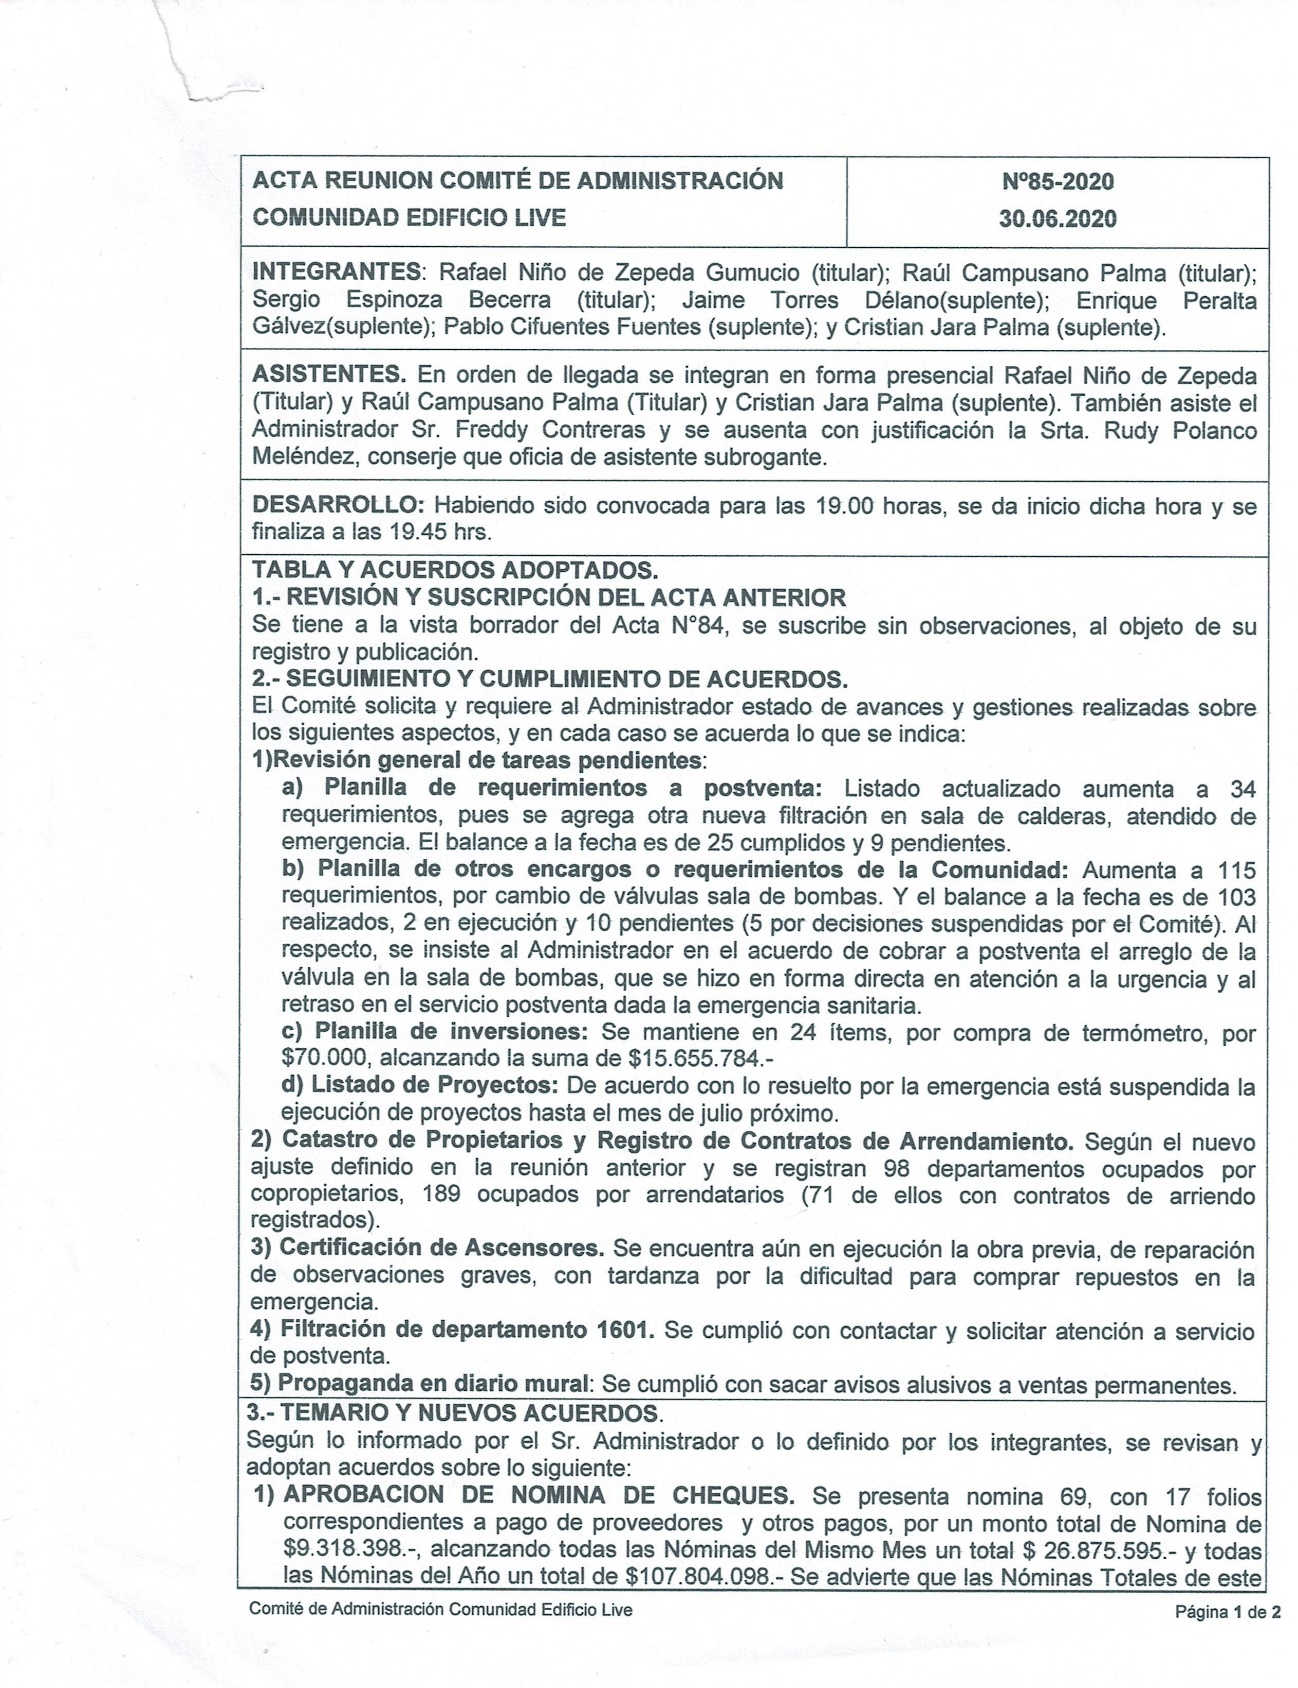 ACTA REUNION COMITÉ DE ADMINISTRACIÓN
COMUNIDAD EDIFICIO LIVE
Nº85-2020
30.06.2020
INTEGRANTES: Rafael Niño de Zepeda Gumucio (titular); Raúl Campusano Palma (titular);
Sergio Espinoza Becerra (titular); Jaime Torres Délano(suplente); Enrique Peralta
Gálvez(suplente); Pablo Cifuentes Fuentes (suplente); y Cristian Jara Palma (suplente).
ASISTENTES. En orden de llegada se integran en forma presencial Rafael Niño de Zepeda
(Titular) y Raúl Campusano Palma (Titular) y Cristian Jara Palma (suplente). También asiste el
Administrador Sr. Freddy Contreras y se ausenta con justificación la Srta. Rudy Polanco
Meléndez, conserje que oficia de asistente subrogante.
DESARROLLO: Habiendo sido convocada para las 19.00 horas, se da inicio dicha hora y se
finaliza a las 19.45 hrs.
TABLA Y ACUERDOS ADOPTADOS.
1.- REVISIÓN Y SUSCRIPCIÓN DEL ACTA ANTERIOR
Se tiene a la vista borrador del Acta N°84, se suscribe sin observaciones, al objeto de su
registro y publicación.
2.- SEGUIMIENTO Y CUMPLIMIENTO DE ACUERDOS.
El Comité solicita y requiere al Administrador estado de avances y gestiones realizadas sobre
los siguientes aspectos, y en cada caso se acuerda lo que se indica:
1)Revisión general de tareas pendientes:
a) Planilla de requerimientos a postventa: Listado actualizado aumenta a 34
requerimientos, pues se agrega otra nueva filtración en sala de calderas, atendido de
emergencia. El balance a la fecha es de 25 cumplidos y 9 pendientes.
b) Planilla de otros encargos o requerimientos de la Comunidad: Aumenta a 115
requerimientos, por cambio de válvulas sala de bombas. Y el balance a la fecha es de 103
realizados, 2 en ejecución y 10 pendientes (5 por decisiones suspendidas por el Comité). Al
respecto, se insiste al Administrador en el acuerdo de cobrar a postventa el arreglo de la
válvula en la sala de bombas, que se hizo en forma directa en atención a la urgencia y al
retraso en el servicio postventa dada la emergencia sanitaria.
c) Planilla de inversiones: Se mantiene en 24 ítems, por compra de termómetro, por
$70.000, alcanzando la suma de $15.655.784.-
d) Listado de Proyectos: De acuerdo con lo resuelto por la emergencia está suspendida la
ejecución de proyectos hasta el mes de julio próximo.
2) Catastro de Propietarios y Registro de Contratos de Arrendamiento. Según el nuevo
ajuste definido en la reunión anterior y se registran 98 departamentos ocupados por
copropietarios, 189 ocupados por arrendatarios (71 de ellos con contratos de arriendo
registrados).
3) Certificación de Ascensores. Se encuentra aún en ejecución la obra previa, de reparación
de observaciones graves, con tardanza por la dificultad para comprar repuestos en la
emergencia.
4) Filtración de departamento 1601. Se cumplió con contactar y solicitar atención a servicio
de postventa.
5) Propaganda en diario mural: Se cumplió con sacar avisos alusivos a ventas permanentes.
3.- TEMARIO Y NUEVOS ACUERDOS.
Según lo informado por el Sr. Administrador o lo definido por los integrantes, se revisan y
adoptan acuerdos sobre lo siguiente:
1) APROBACION DE NOMINA DE CHEQUES. Se presenta nomina 69, con 17 folios
correspondientes a pago de proveedores y otros pagos, por un monto total de Nomina de
$9.318.398.-, alcanzando todas las Nóminas del Mismo Mes un total $ 26.875.595.- y todas
las Nóminas del Año un total de $107.804.098.- Se advierte que las Nóminas Totales de este
Comité de Administración Comunidad Edificio Live
Página 1 de 2